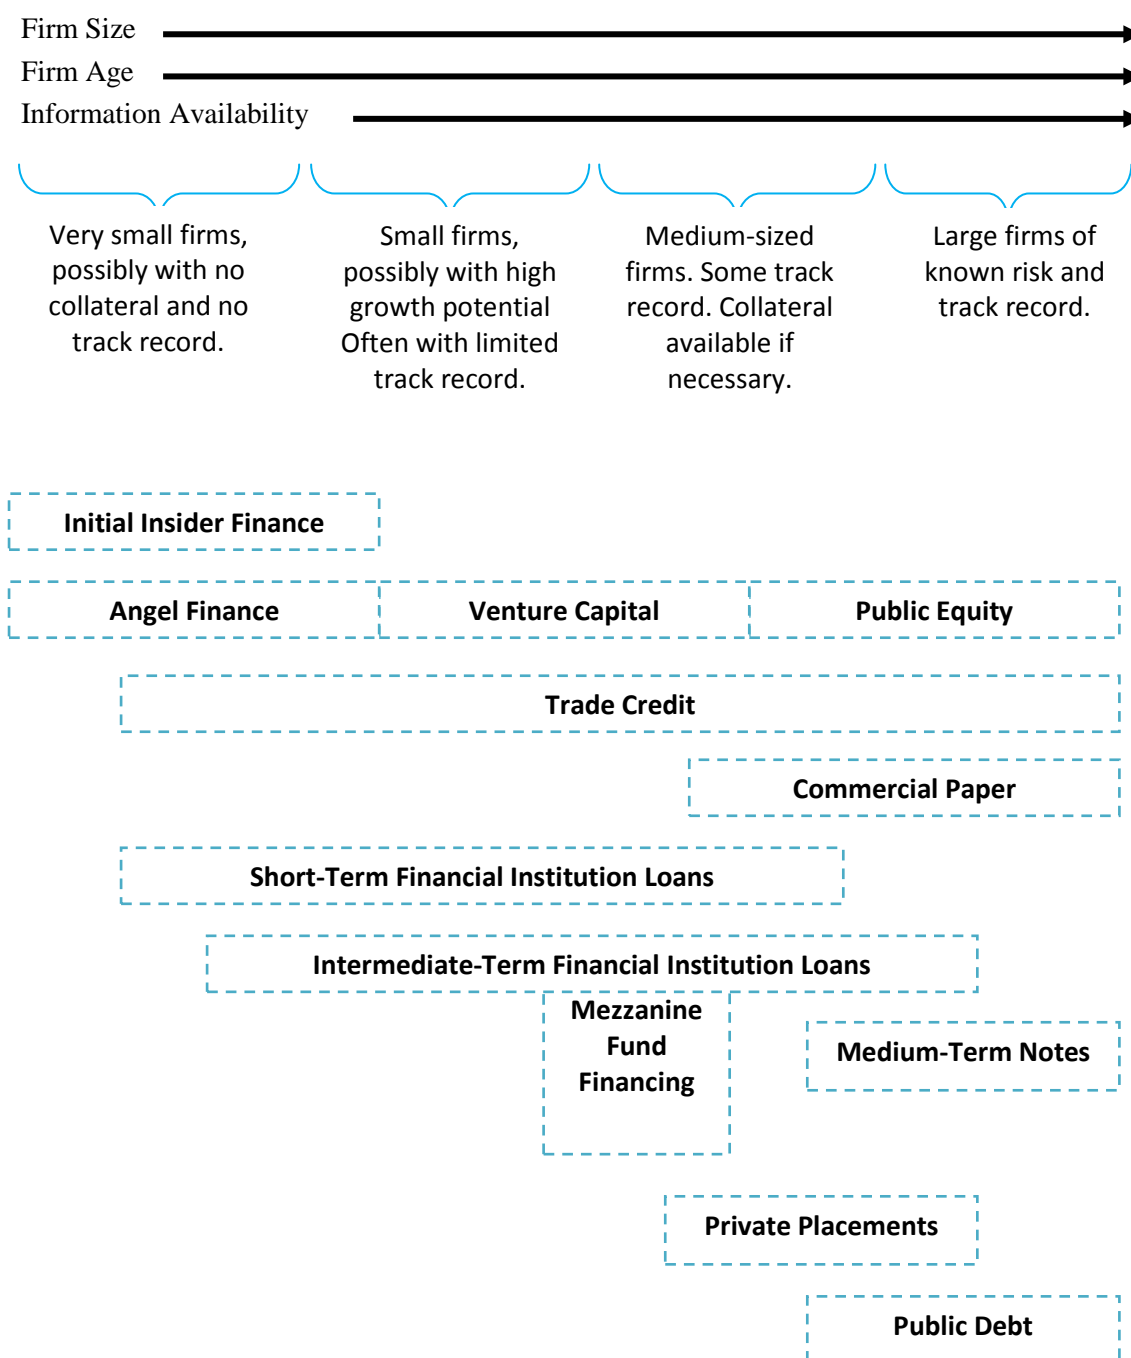 Firm Size
Firm Age
Information Availability
Very small firms,
possibly with no
collateral and no
track record.
Small firms,
possibly with high
growth potential
Often with limited
track record.
Medium-sized
firms. Some track
record. Collateral
available if
necessary.
Large firms of
known risk and
track record.
Initial Insider Finance
Angel Finance
Venture Capital
Public Equity
Trade Credit
Commercial Paper
Short-Term Financial Institution Loans
Intermediate-Term Financial Institution Loans
Mezzanine
Fund
Financing
Medium-Term Notes
Private Placements
Public Debt